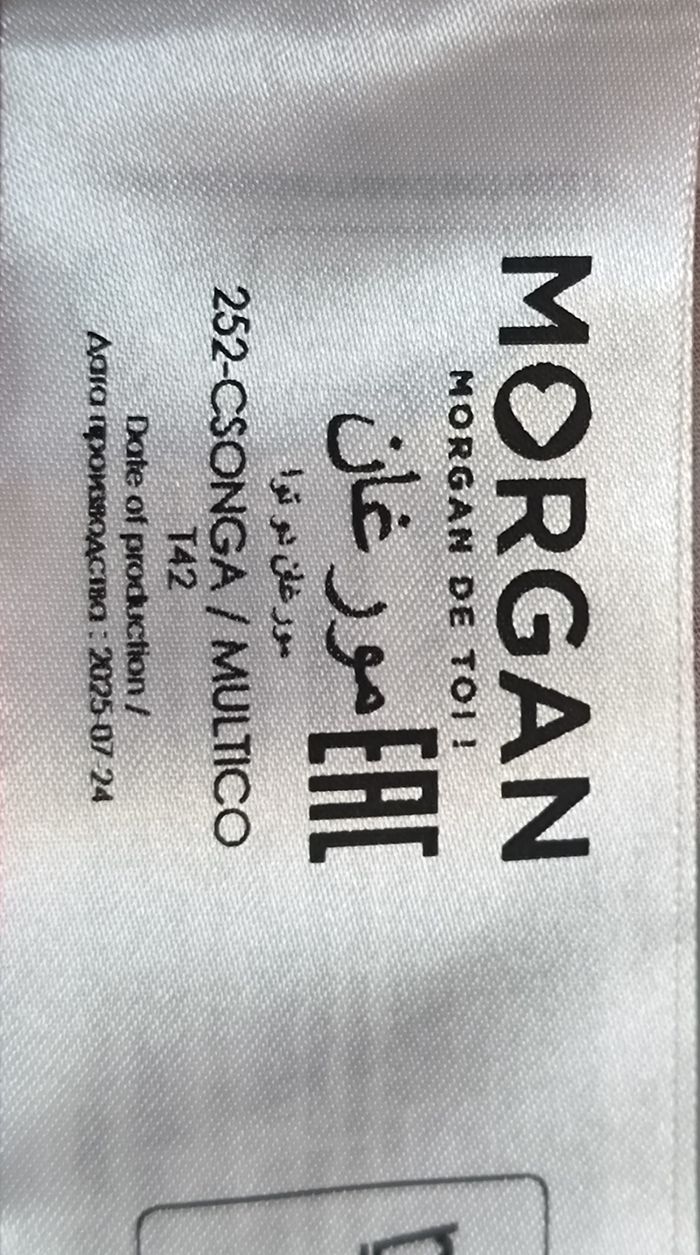 MORGAN
MORGAN DE TOI !
مورغان EAC
مورغان دو توا
252-CSONGA / MULTICO
T42
Date of production /
Дата производства : 2025-07-24